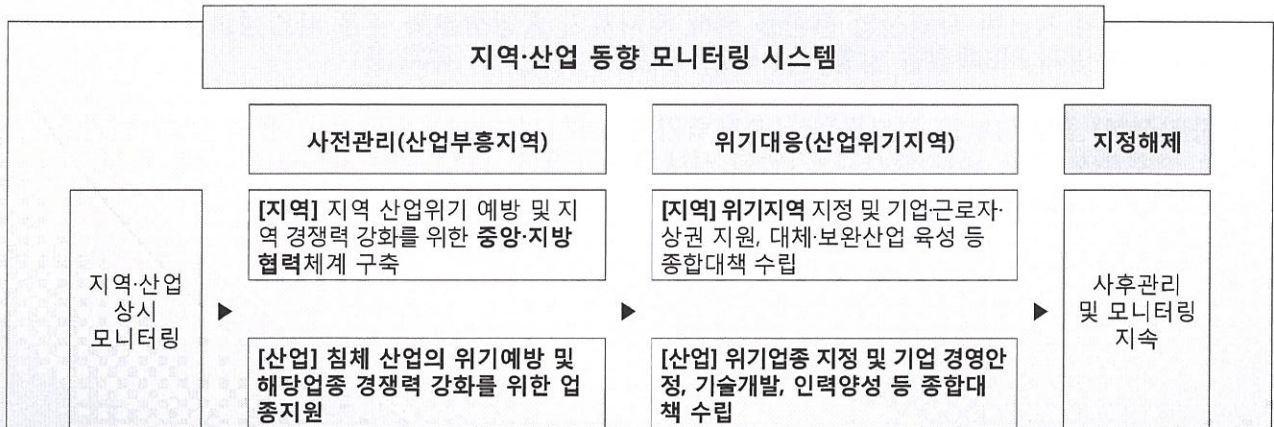 지역·산업 동향 모니터링 시스템
사전관리(산업부흥지역)
위기대응(산업위기지역)
지정해제
지역·산업
상시
모니터링
▶
[지역] 지역 산업위기 예방 및 지
역 경쟁력 강화를 위한 중앙·지방
협력체계 구축
[산업] 침체 산업의 위기예방 및
해당업종 경쟁력 강화를 위한 업
종지원
▶
[지역] 위기지역 지정 및 기업·근로자·
상권 지원, 대체·보완산업 육성 등
종합대책 수립
[산업] 위기업종 지정 및 기업 경영안
정, 기술개발, 인력양성 등 종합대
책 수립
▶
사후관리
및 모니터링
지속